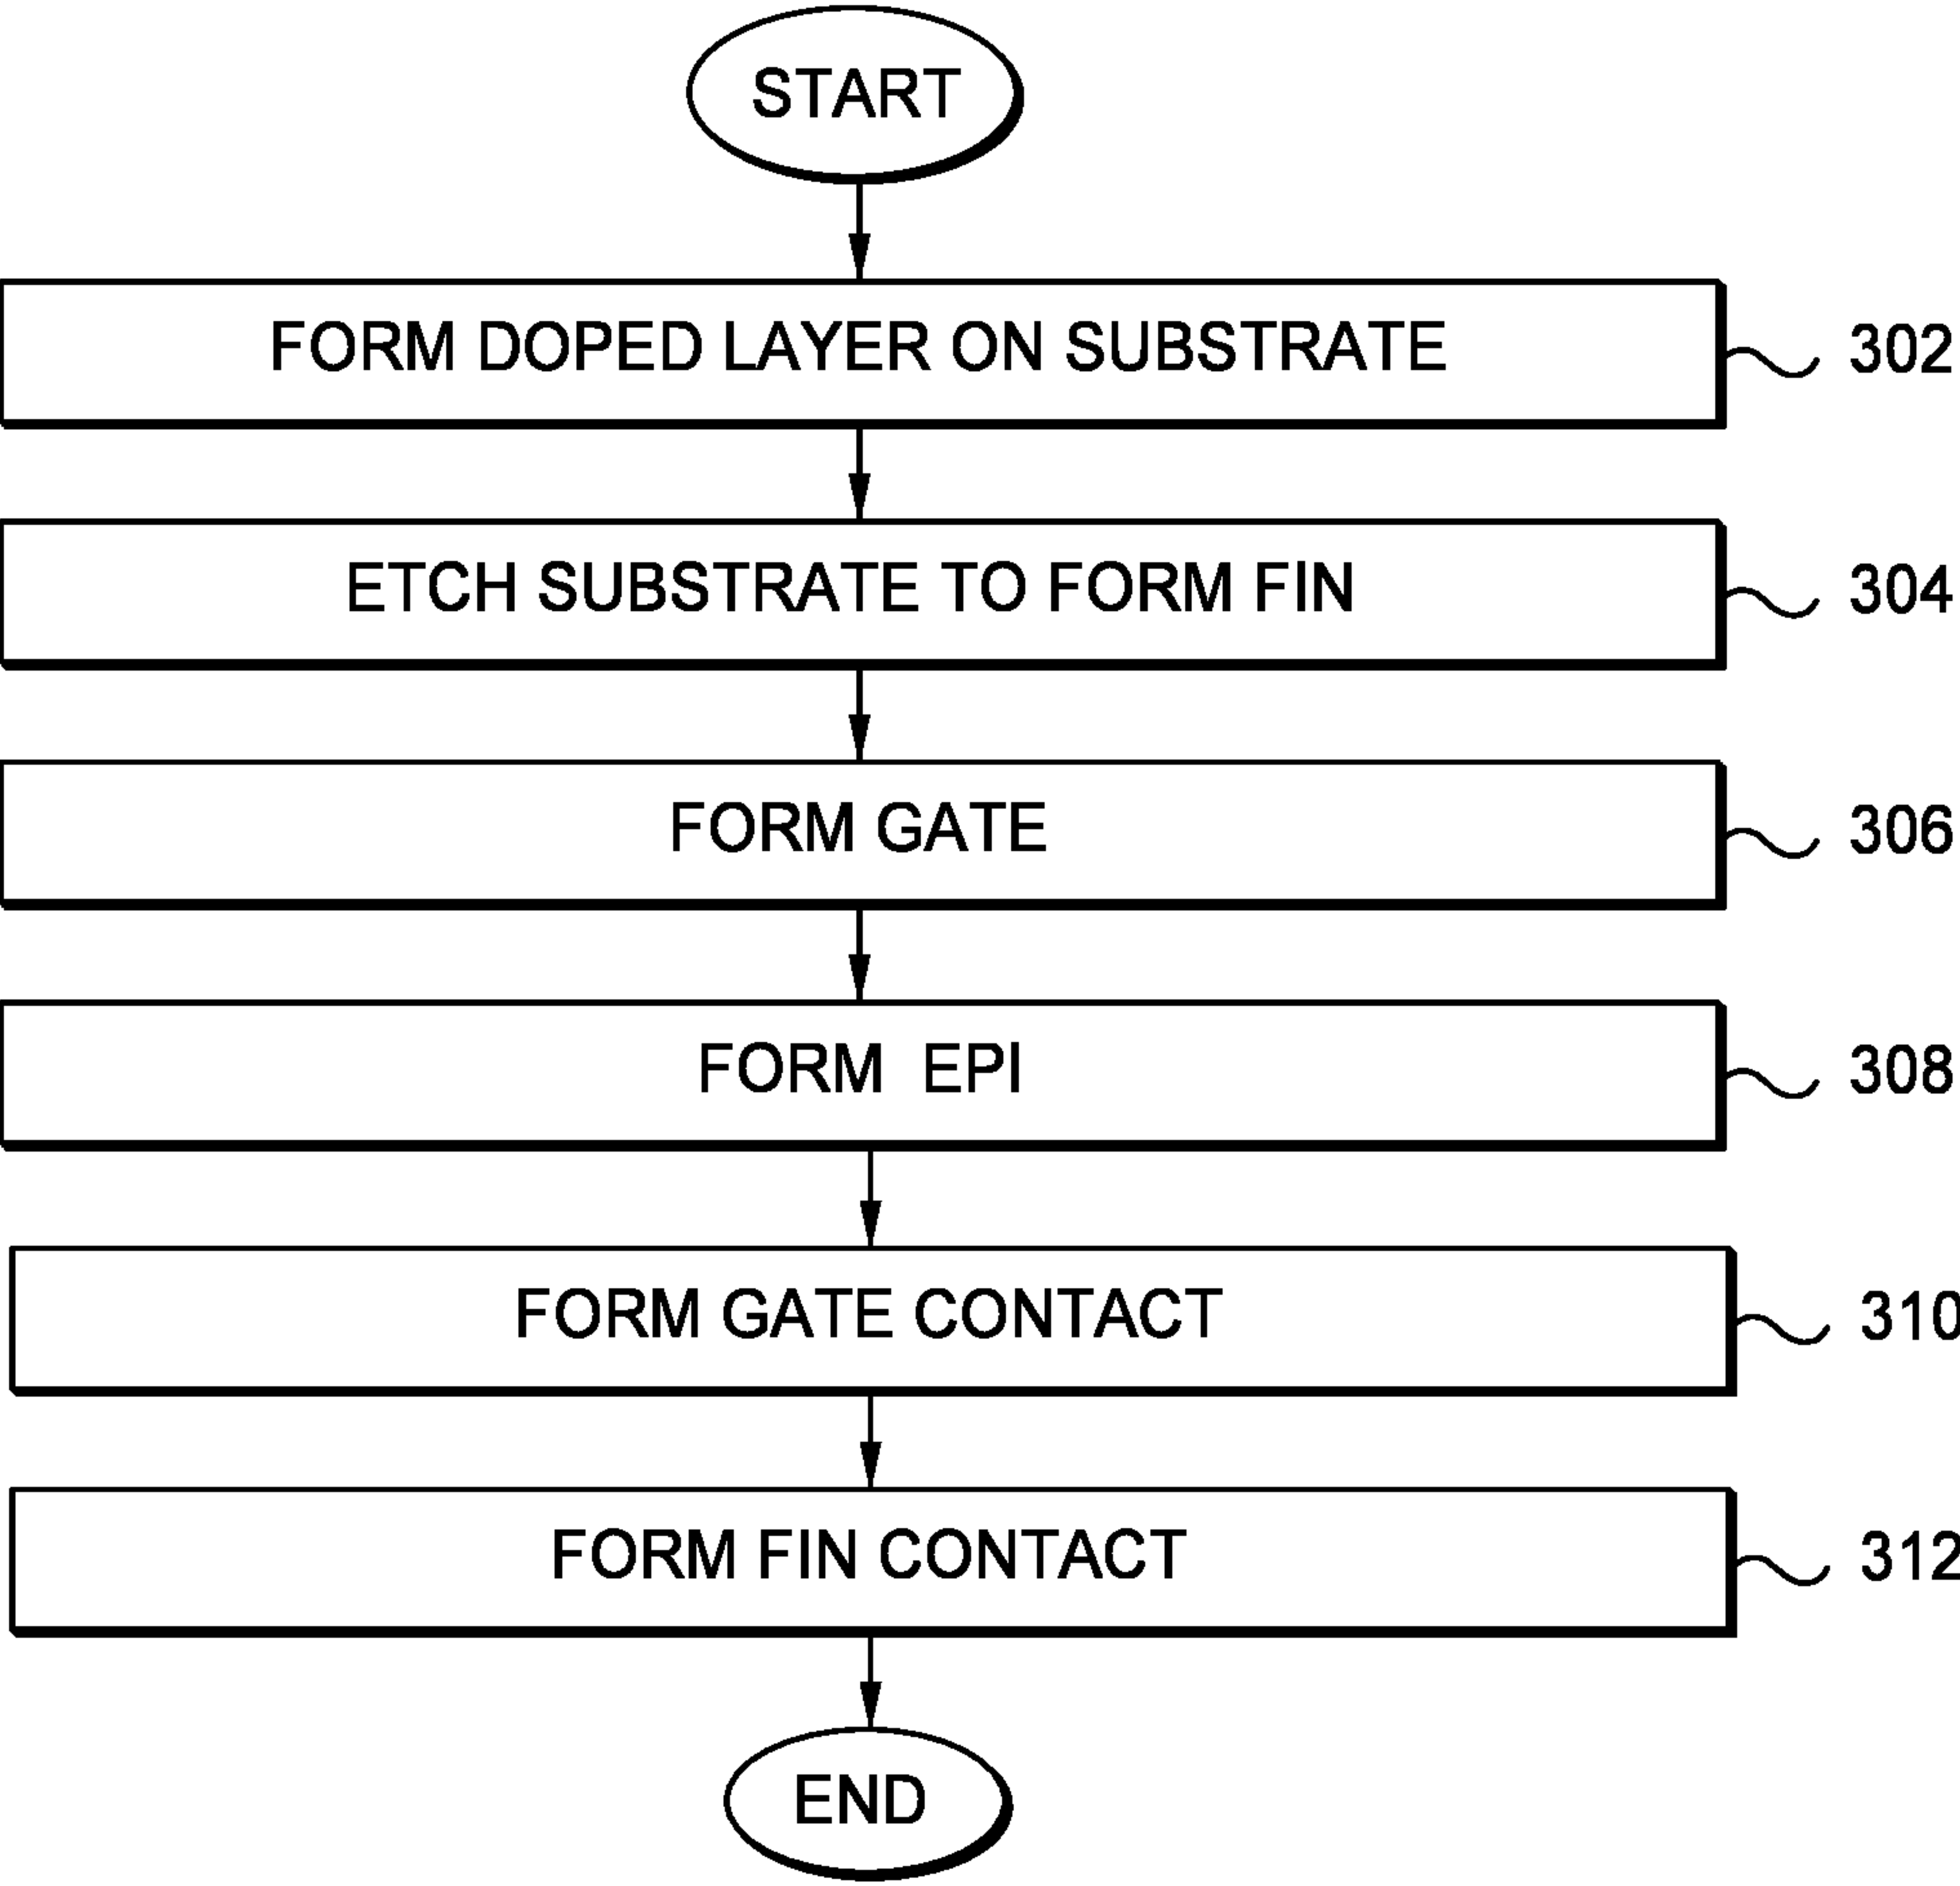 START
FORM DOPED LAYER ON SUBSTRATE 302
ETCH SUBSTRATE TO FORM FIN 304
FORM GATE 306
FORM EPI 308
FORM GATE CONTACT 310
FORM FIN CONTACT 312
END